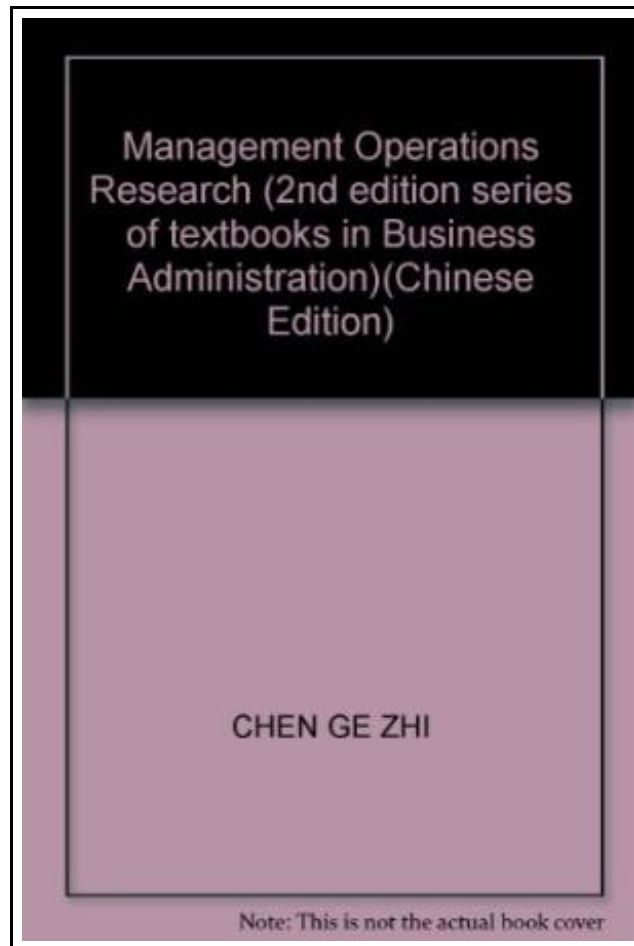 Management Operations
Research (2nd edition series
of textbooks in Business
Administration)(Chinese
Edition)
CHEN GE ZHI
Note: This is not the actual book cover